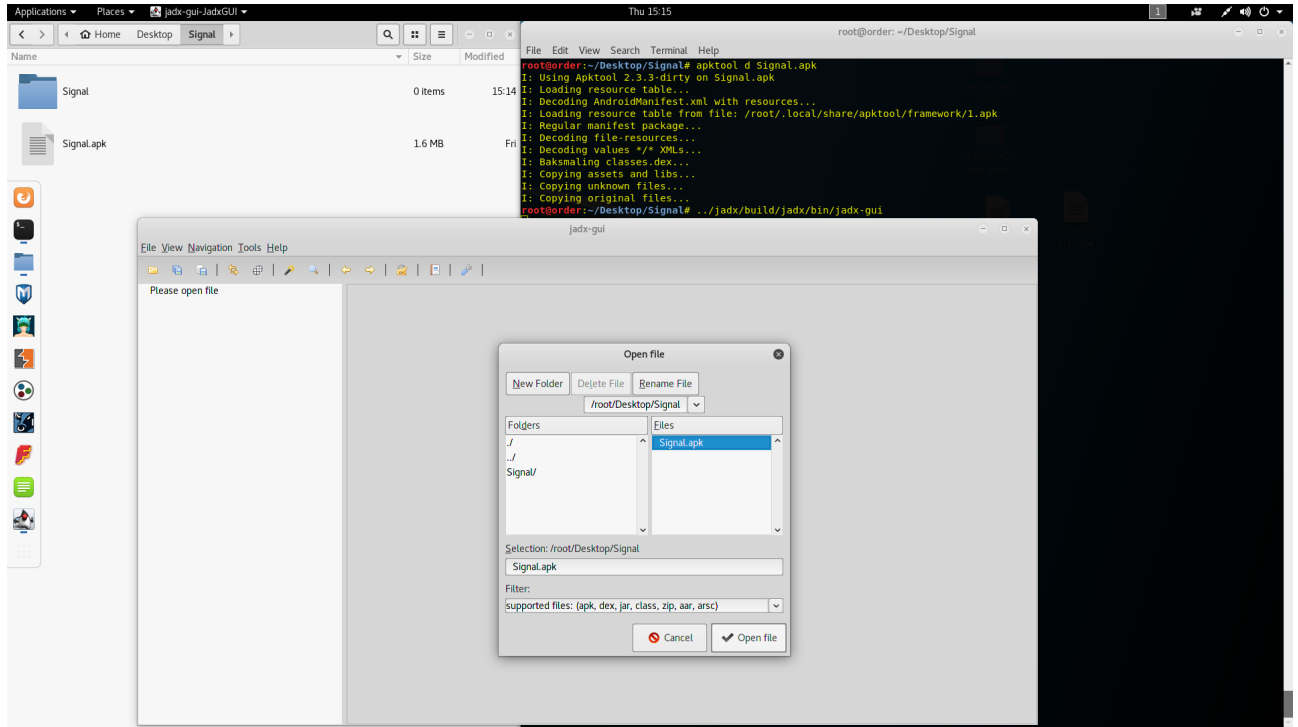 Applications Places jadx-gui-JadxGUI Thu 15:15 1
Home Desktop Signal
Name Size Modified
Signal 0 items 15:14
Signal.apk 1.6 MB Fri
root@order: ~/Desktop/Signal
File Edit View Search Terminal Help
root@order:~/Desktop/Signal# apktool d Signal.apk
I: Using Apktool 2.3.3-dirty on Signal.apk
I: Loading resource table...
I: Decoding AndroidManifest.xml with resources...
I: Loading resource table from file: /root/.local/share/apktool/framework/1.apk
I: Regular manifest package...
I: Decoding file-resources...
I: Decoding values */* XMLs...
I: Baksmaling classes.dex...
I: Copying assets and libs...
I: Copying unknown files...
I: Copying original files...
root@order:~/Desktop/Signal# ../jadx/build/jadx/bin/jadx-gui
jadx-gui
File View Navigation Tools Help
Please open file
Open file
New Folder Delete File Rename File
/root/Desktop/Signal
Folders Files
./ Signal.apk
../
Signal/
Selection: /root/Desktop/Signal
Signal.apk
Filter:
supported files: (apk, dex, jar, class, zip, aar, arsc)
Cancel Open file